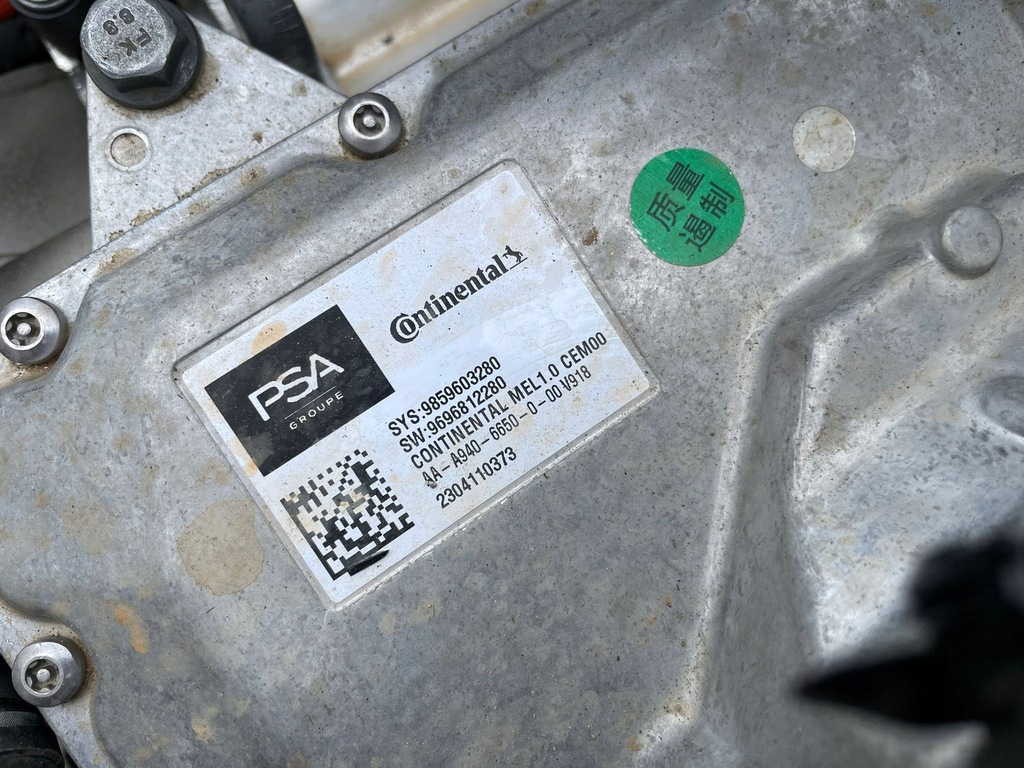 FK
8.8
质量
遏制
Continental
PSA
GROUPE
SYS:9859603280
SW:9696812280
CONTINENTAL MEL1.0 CEM00
AA-A940-6650-0-00 V918
2304110373